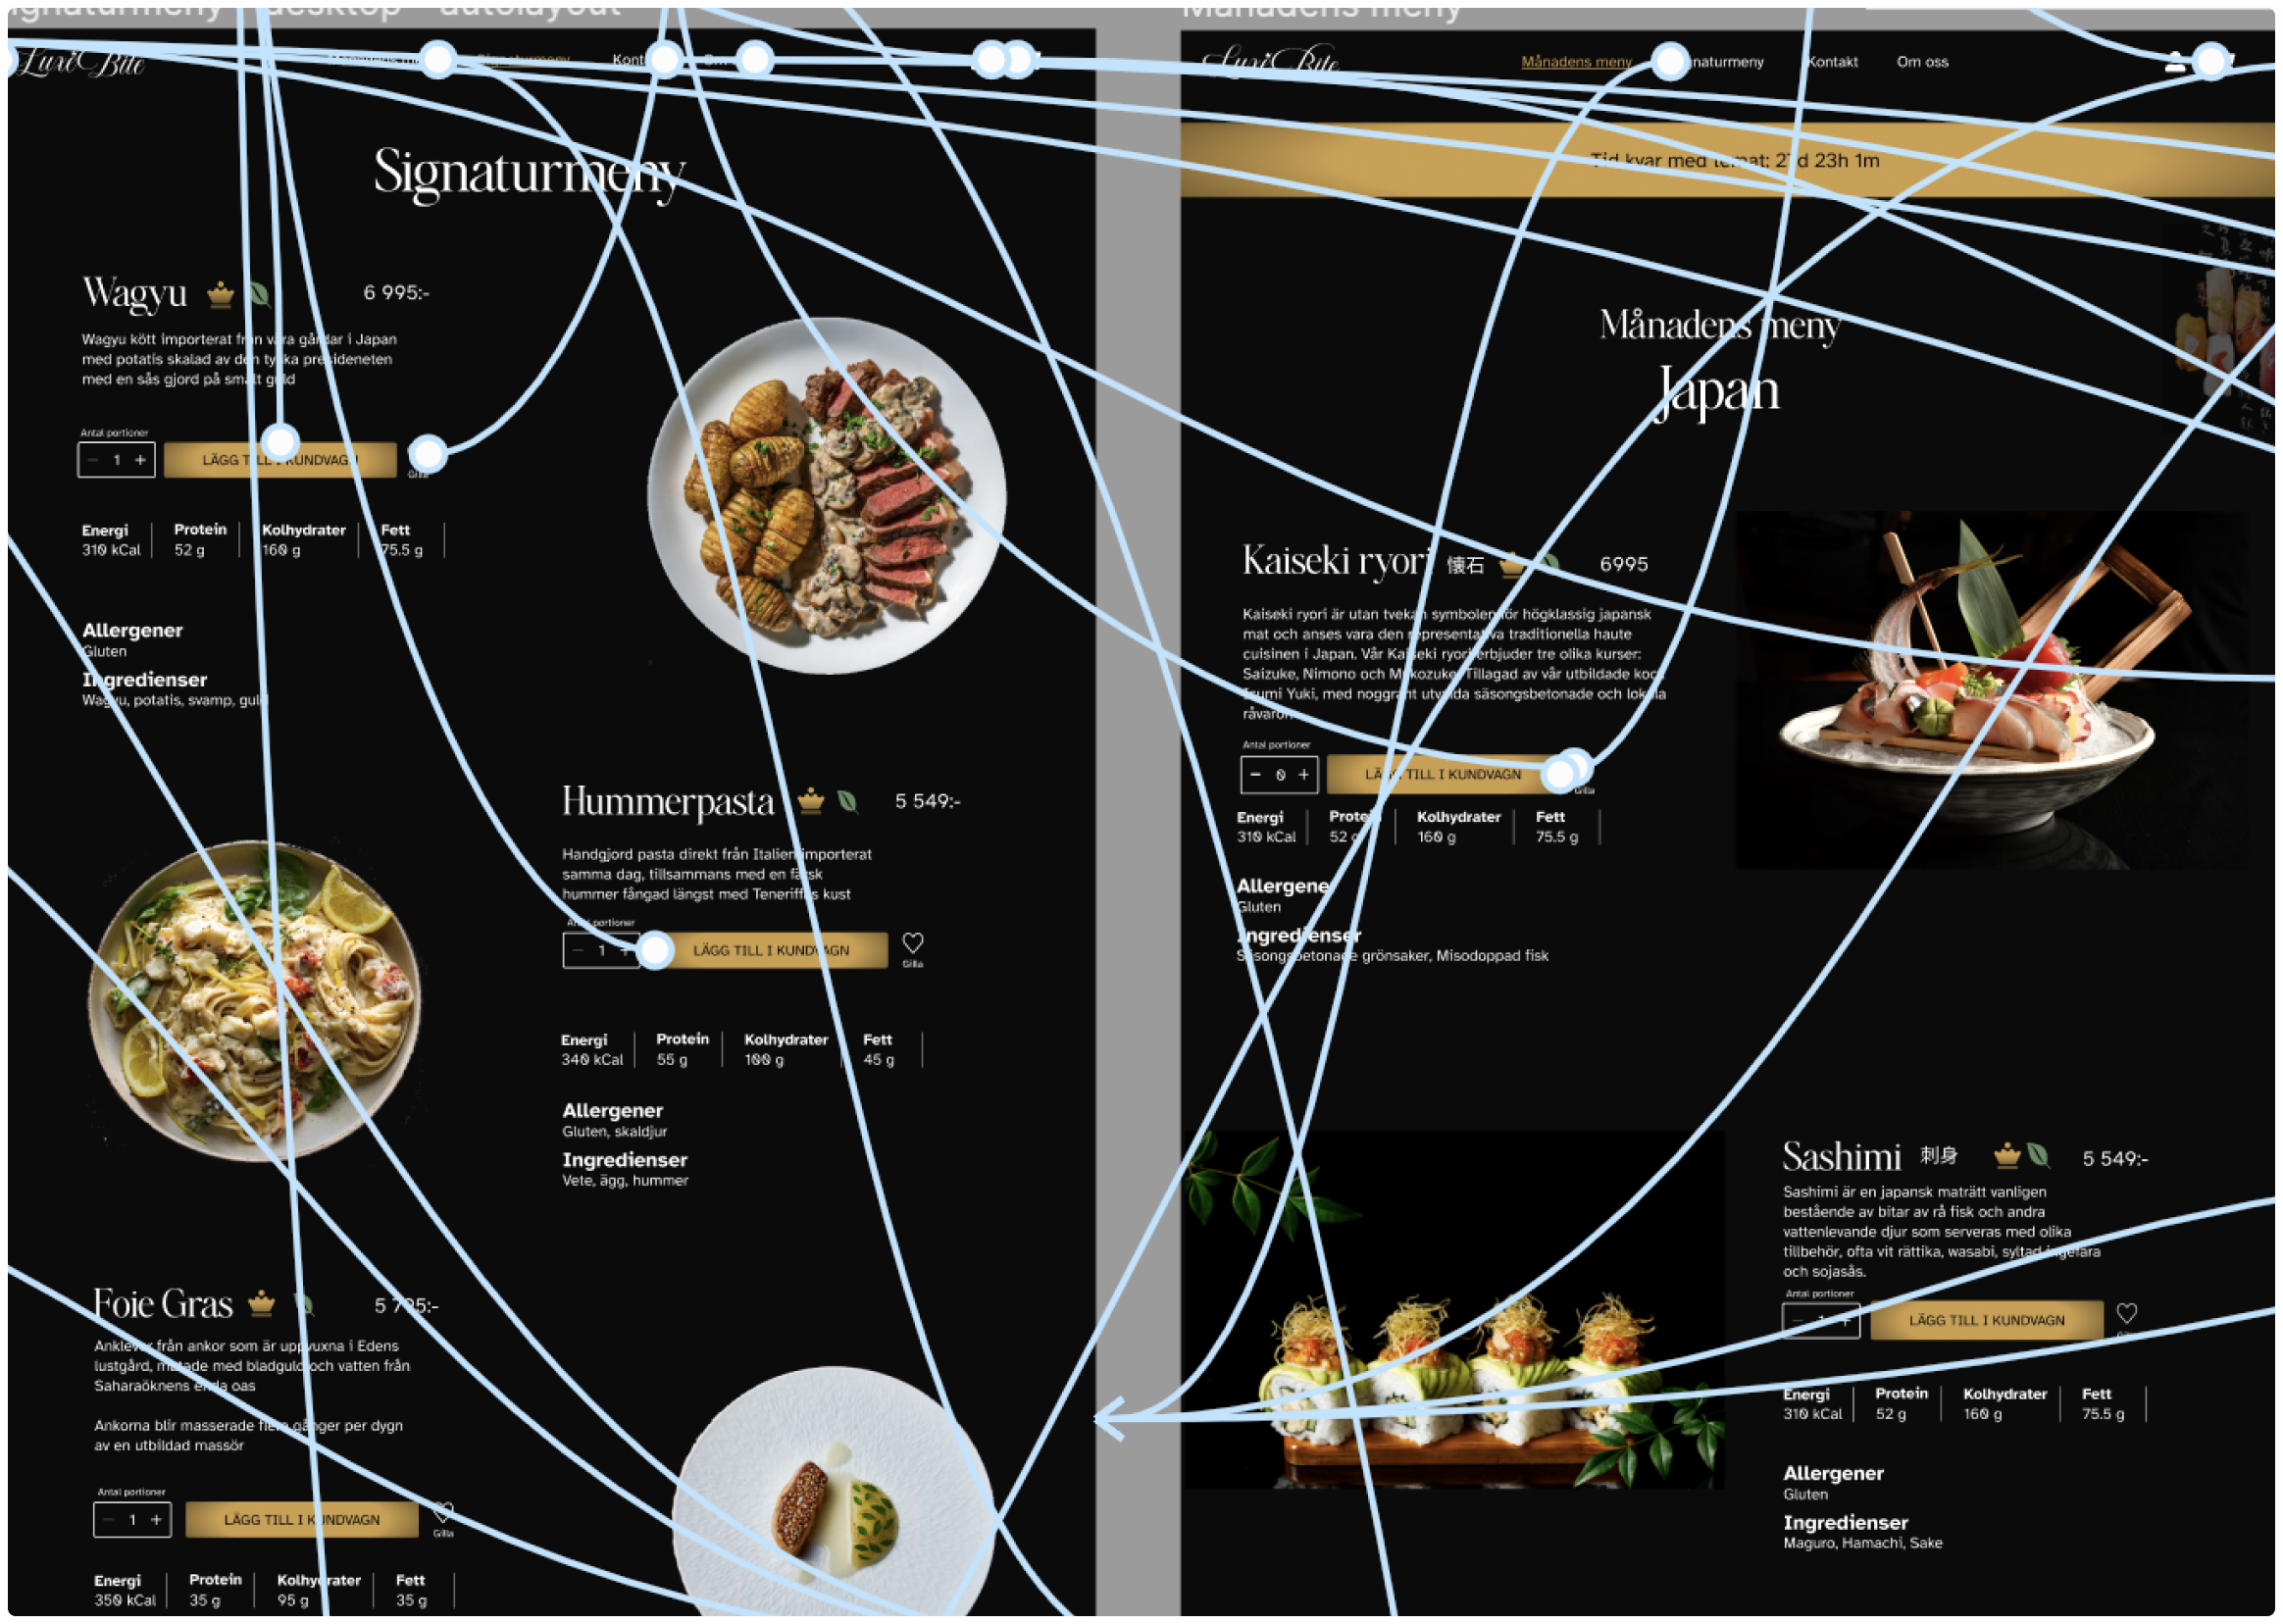 desktop
autolayout
Månadens meny
LuxiBite
Signaturmeny
Om
Signaturmeny
Wagyu
6 995:-
Wagyu kött importerat från våra gårdar i Japan
med potatis skalad av den tyska presideneten
med en sås gjord på smält guld
Antal portioner
− 1 +
LÄGG TILL I KUNDVAGN
Energi Protein Kolhydrater Fett
310 kCal 52 g 160 g 75.5 g
Allergener
Gluten
Ingredienser
Wagyu, potatis, svamp, guld
Hummerpasta
5 549:-
Handgjord pasta direkt från Italien importerat
samma dag, tillsammans med en färsk
hummer fångad längst med Teneriffas kust
Antal portioner
− 1 +
LÄGG TILL I KUNDVAGN
Gilla
Energi Protein Kolhydrater Fett
340 kCal 55 g 100 g 45 g
Allergener
Gluten, skaldjur
Ingredienser
Vete, ägg, hummer
Foie Gras
Anklever från ankor som är uppvuxna i Edens
lustgård, matade med bladguld och vatten från
Saharaöknens enda oas
Ankorna blir masserade flera gånger per dygn
av en utbildad massör
Antal portioner
− 1 +
LÄGG TILL I KUNDVAGN
Gilla
Energi Protein Kolhydrater Fett
350 kCal 35 g 95 g 35 g
LuxiBite
Månadens meny
Signaturmeny
Kontakt
Om oss
Tid kvar med temat: 27d 23h 1m
Månadens meny
Japan
Kaiseki ryori 懐石
6995
Kaiseki ryori är utan tvekan symbolen för högklassig japansk
mat och anses vara den representativa traditionella haute
cuisinen i Japan. Vår Kaiseki ryori erbjuder tre olika kurser:
Saizuke, Nimono och Mukozuke. Tillagad av vår utbildade kock
Izumi Yuki, med noggrant utvalda säsongsbetonade och lokala
råvaror.
Antal portioner
− 0 +
LÄGG TILL I KUNDVAGN
Gilla
Energi Protein Kolhydrater Fett
310 kCal 52 g 160 g 75.5 g
Allergener
Gluten
Ingredienser
Säsongsbetonade grönsaker, Misodoppad fisk
Sashimi 刺身
5 549:-
Sashimi är en japansk maträtt vanligen
bestående av bitar av rå fisk och andra
vattenlevande djur som serveras med olika
tillbehör, ofta vit rättika, wasabi, syltad ingefära
och sojasås.
Antal portioner
− 1 +
LÄGG TILL I KUNDVAGN
Energi Protein Kolhydrater Fett
310 kCal 52 g 160 g 75.5 g
Allergener
Gluten
Ingredienser
Maguro, Hamachi, Sake